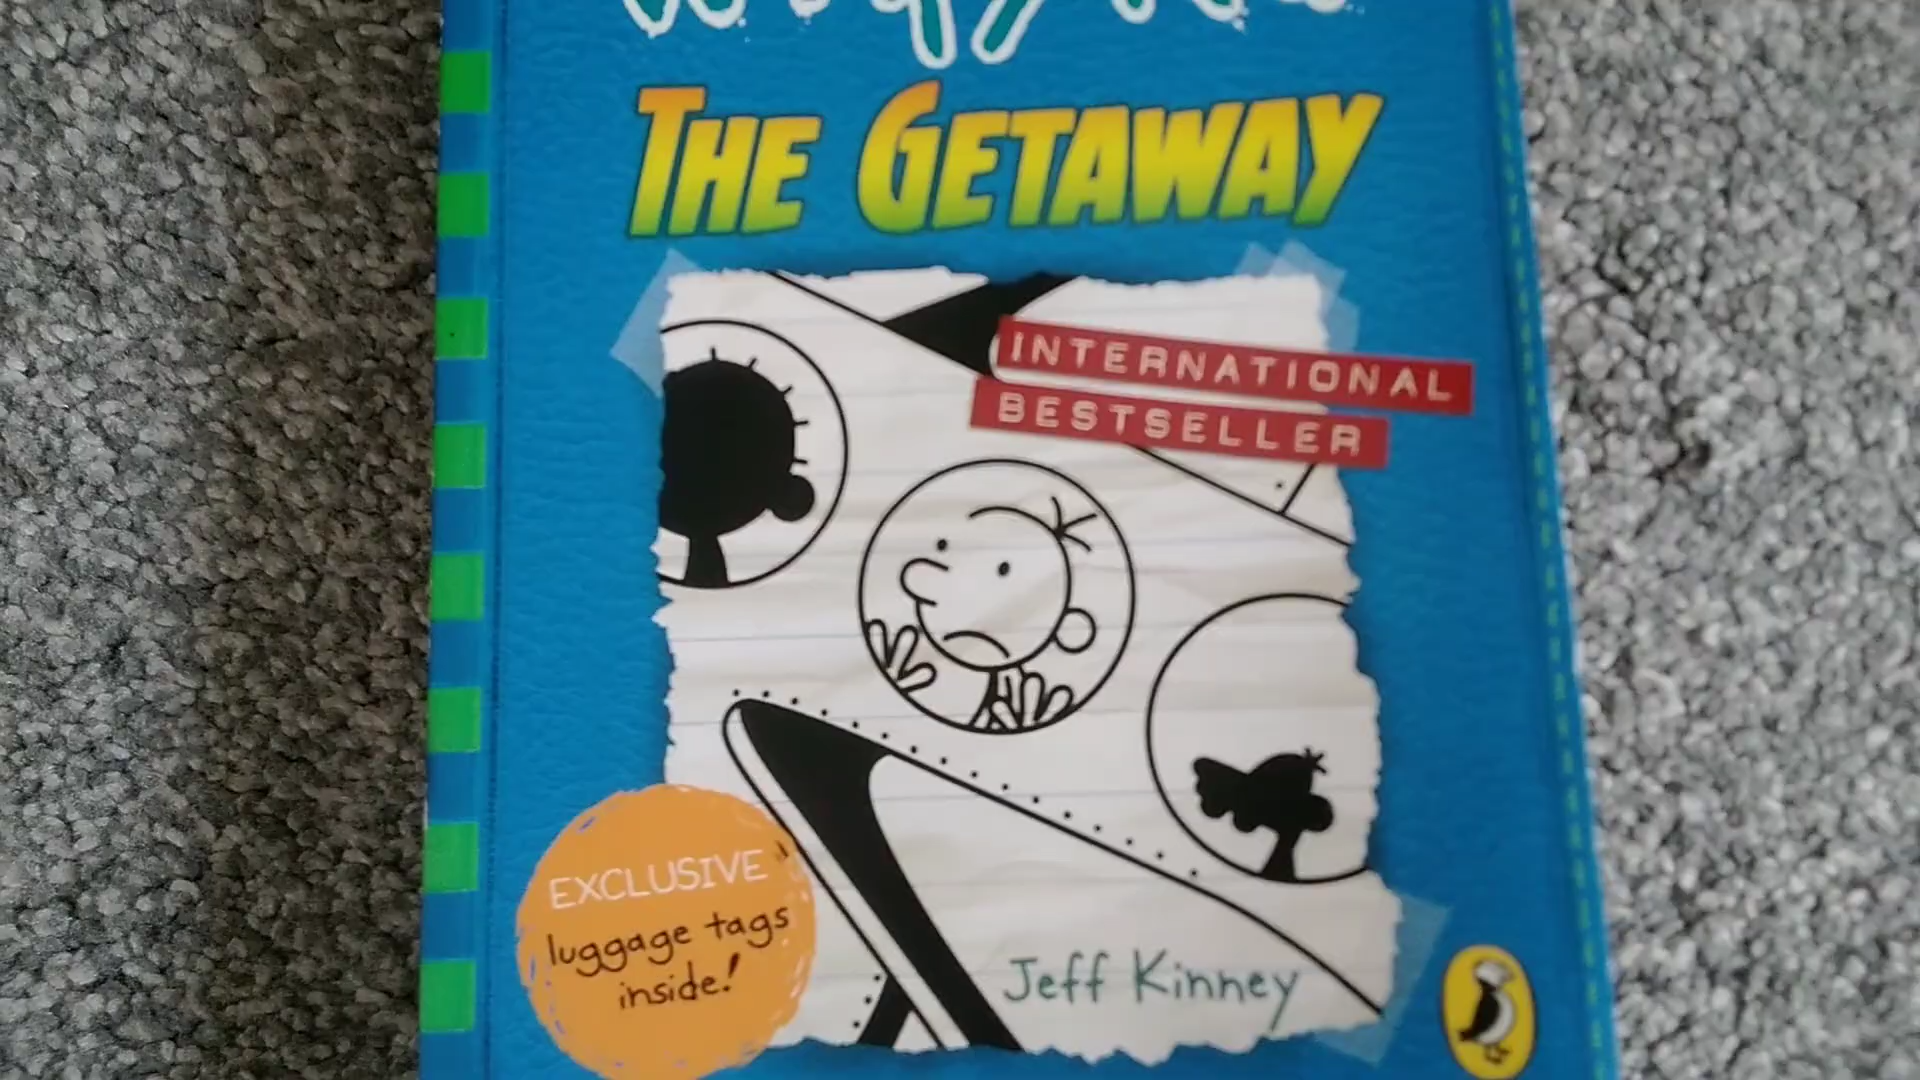 THE GETAWAY
INTERNATIONAL
BESTSELLER
EXCLUSIVE
luggage tags
inside!
Jeff Kinney